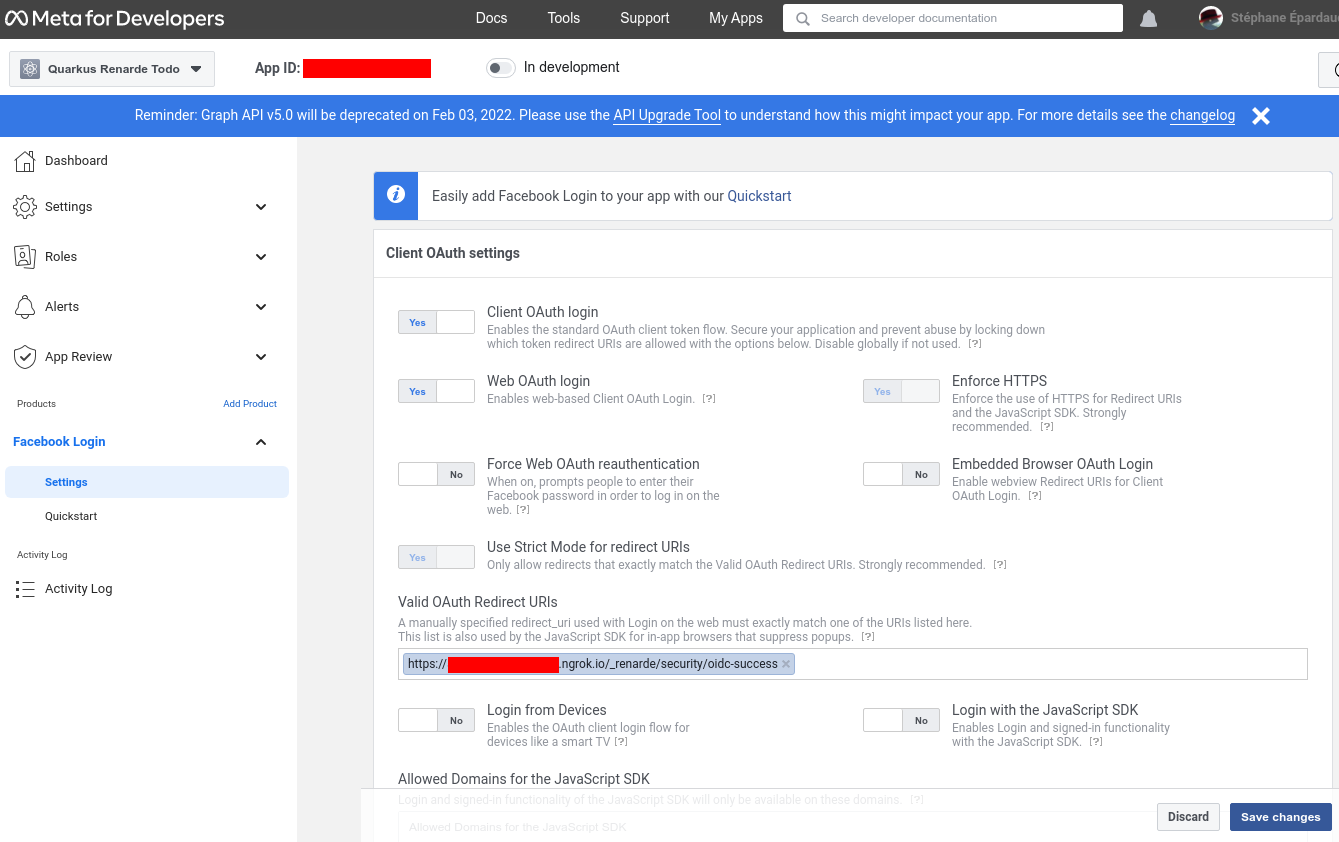 Meta for Developers
Docs
Tools
Support
My Apps
Search developer documentation
Stéphane Épardau
Quarkus Renarde Todo
App ID:
In development
Reminder: Graph API v5.0 will be deprecated on Feb 03, 2022. Please use the API Upgrade Tool to understand how this might impact your app. For more details see the changelog
Dashboard
Settings
Roles
Alerts
App Review
Products
Add Product
Facebook Login
Settings
Quickstart
Activity Log
Activity Log
Easily add Facebook Login to your app with our Quickstart
Client OAuth settings
Yes
Client OAuth login
Enables the standard OAuth client token flow. Secure your application and prevent abuse by locking down
which token redirect URIs are allowed with the options below. Disable globally if not used. [?]
Yes
Web OAuth login
Enables web-based Client OAuth Login. [?]
Yes
Enforce HTTPS
Enforce the use of HTTPS for Redirect URIs
and the JavaScript SDK. Strongly
recommended. [?]
No
Force Web OAuth reauthentication
When on, prompts people to enter their
Facebook password in order to log in on the
web. [?]
No
Embedded Browser OAuth Login
Enable webview Redirect URIs for Client
OAuth Login. [?]
Yes
Use Strict Mode for redirect URIs
Only allow redirects that exactly match the Valid OAuth Redirect URIs. Strongly recommended. [?]
Valid OAuth Redirect URIs
A manually specified redirect_uri used with Login on the web must exactly match one of the URIs listed here.
This list is also used by the JavaScript SDK for in-app browsers that suppress popups. [?]
https:// .ngrok.io/_renarde/security/oidc-success
No
Login from Devices
Enables the OAuth client login flow for
devices like a smart TV [?]
No
Login with the JavaScript SDK
Enables Login and signed-in functionality
with the JavaScript SDK. [?]
Allowed Domains for the JavaScript SDK
Login and signed-in functionality of the JavaScript SDK will only be available on these domains. [?]
Allowed Domains for the JavaScript SDK
Discard
Save changes